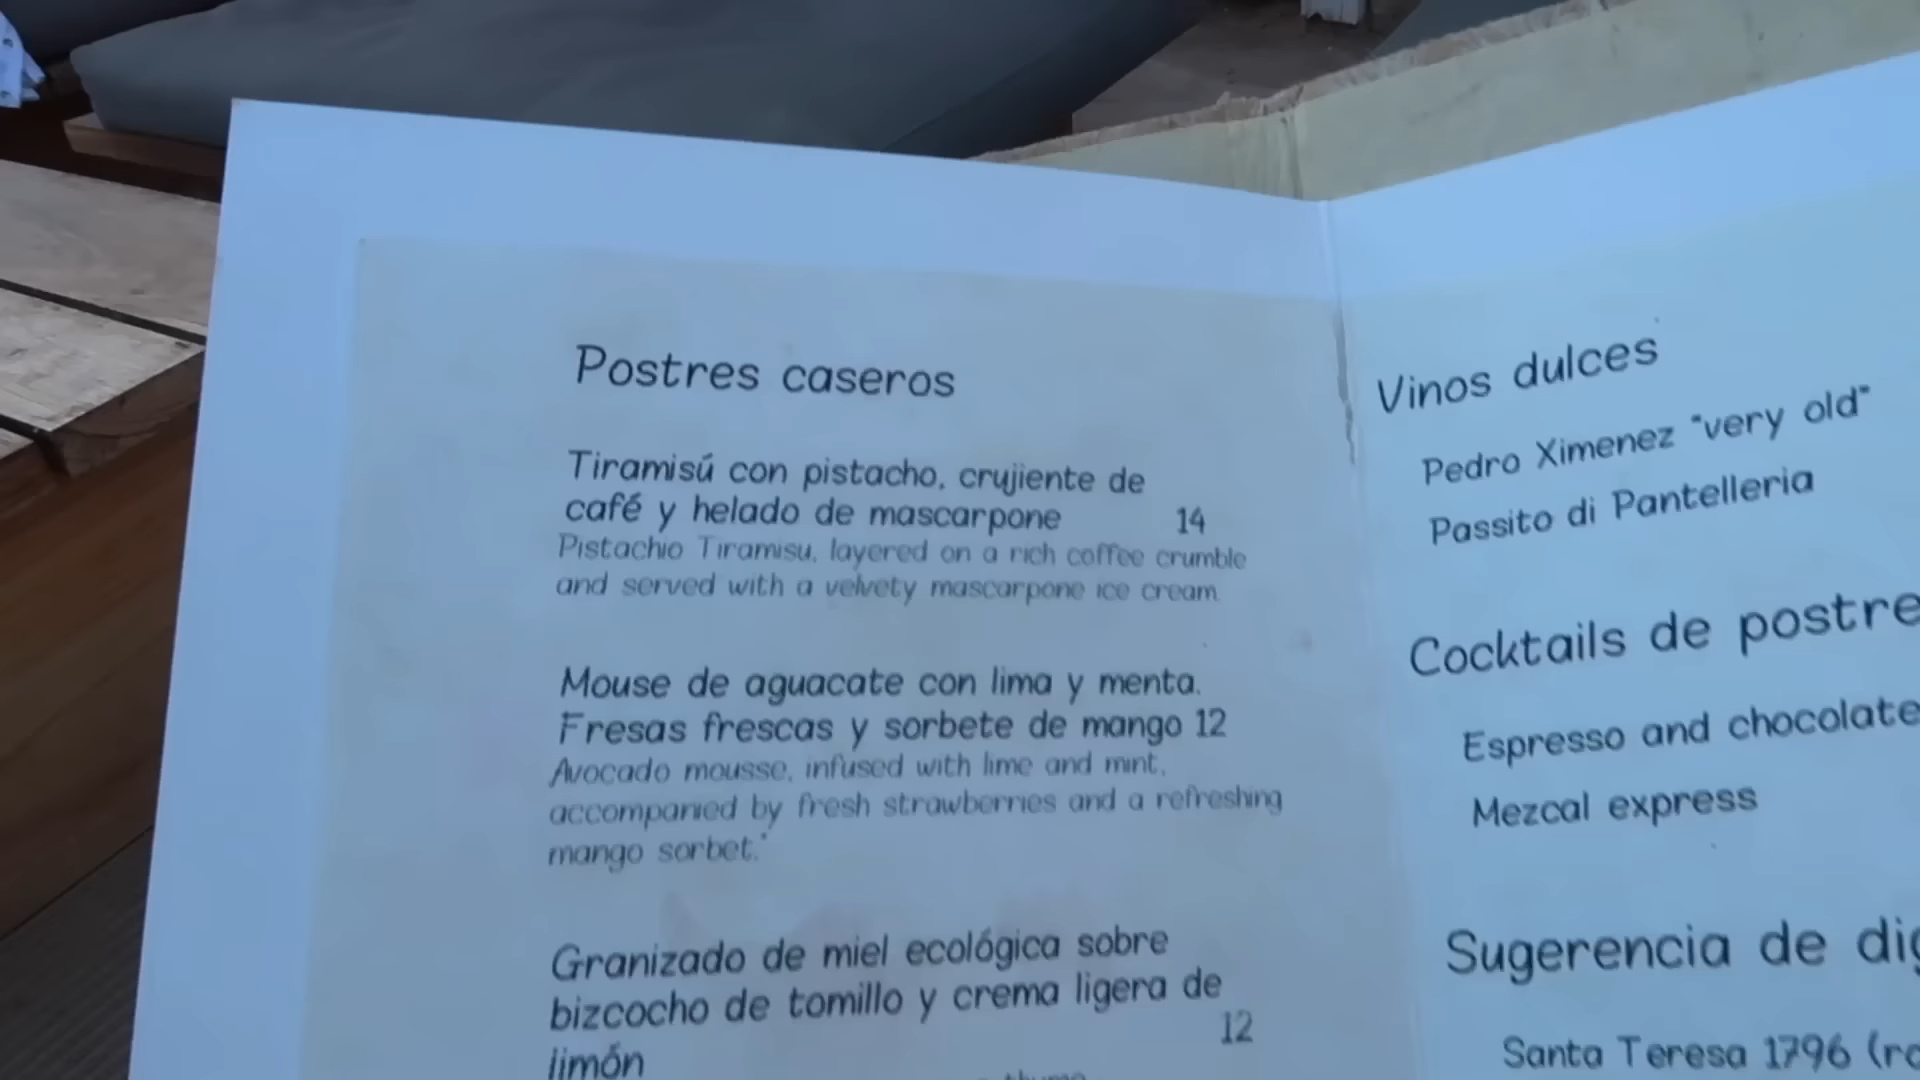 Postres caseros
Tiramisú con pistacho, crujiente de
café y helado de mascarpone 14
Pistachio Tiramisu, layered on a rich coffee crumble
and served with a velvety mascarpone ice cream
Mouse de aguacate con lima y menta.
Fresas frescas y sorbete de mango 12
Avocado mousse, infused with lime and mint,
accompanied by fresh strawberries and a refreshing
mango sorbet."
Granizado de miel ecológica sobre
bizcocho de tomillo y crema ligera de
limón 12
Vinos dulces
Pedro Ximenez "very old"
Passito di Pantelleria
Cocktails de postre
Espresso and chocolate
Mezcal express
Sugerencia de
Santa Teresa 1796